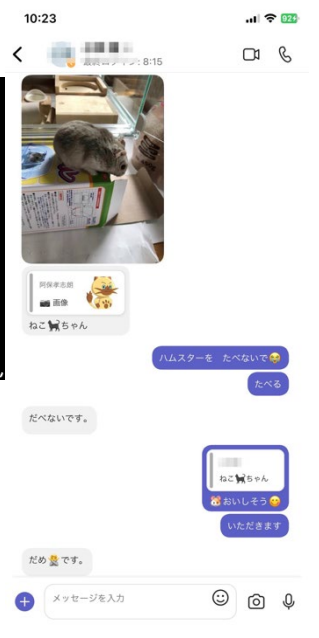 10:23
92
最終ログイン: 8:15
阿保孝志朗
📷 画像
ねこ🐈‍⬛ちゃん
ハムスターを たべないで😭
たべる
だべないです。
ねこ🐈‍⬛ちゃん
🐹おいしそう😋
いただきます
だめ🙅です。
メッセージを入力